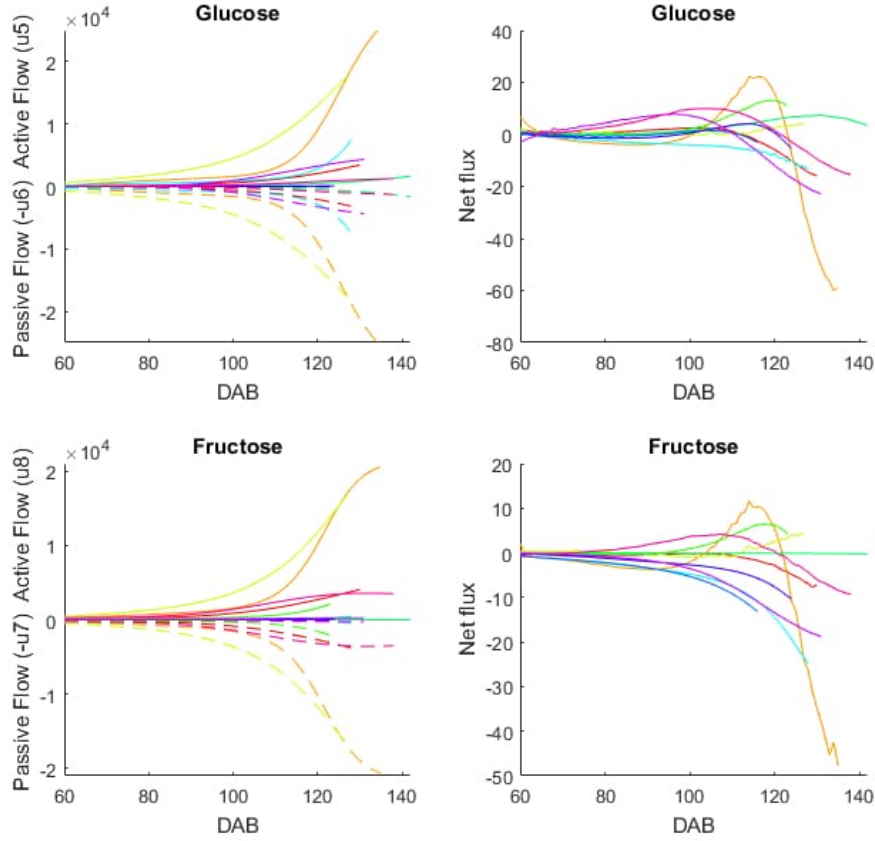 Glucose
×10⁴
Passive Flow (-u6) Active Flow (u5)
2
1
0
-1
-2
60 80 100 120 140
DAB
Glucose
Net flux
40
20
0
-20
-40
-60
-80
60 80 100 120 140
DAB
Fructose
×10⁴
Passive Flow (-u7) Active Flow (u8)
2
1
0
-1
-2
60 80 100 120 140
DAB
Fructose
Net flux
20
10
0
-10
-20
-30
-40
-50
60 80 100 120 140
DAB